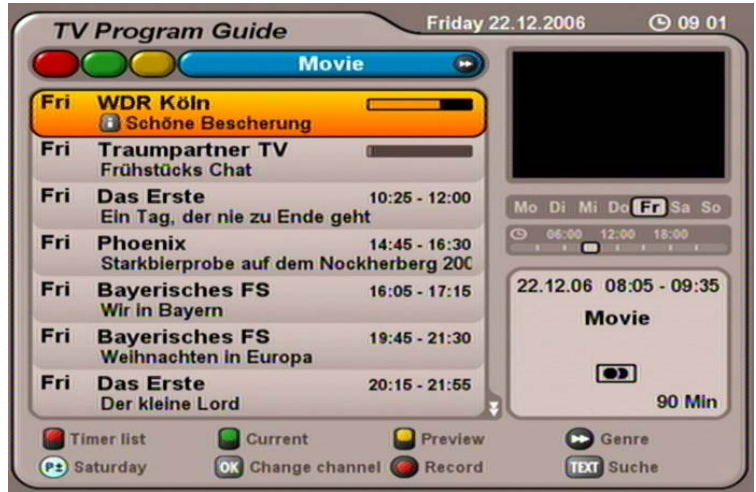 TV Program Guide
Friday 22.12.2006
09 01
Movie
Fri WDR Köln
Schöne Bescherung
Fri Traumpartner TV
Frühstücks Chat
Fri Das Erste 10:25 - 12:00
Ein Tag, der nie zu Ende geht
Fri Phoenix 14:45 - 16:30
Starkbierprobe auf dem Nockherberg 200
Fri Bayerisches FS 16:05 - 17:15
Wir in Bayern
Fri Bayerisches FS 19:45 - 21:30
Weihnachten in Europa
Fri Das Erste 20:15 - 21:55
Der kleine Lord
Mo Di Mi Do Fr Sa So
06:00 12:00 18:00
22.12.06 08:05 - 09:35
Movie
90 Min
Timer list
Current
Preview
Genre
P± Saturday
OK Change channel
Record
TEXT Suche